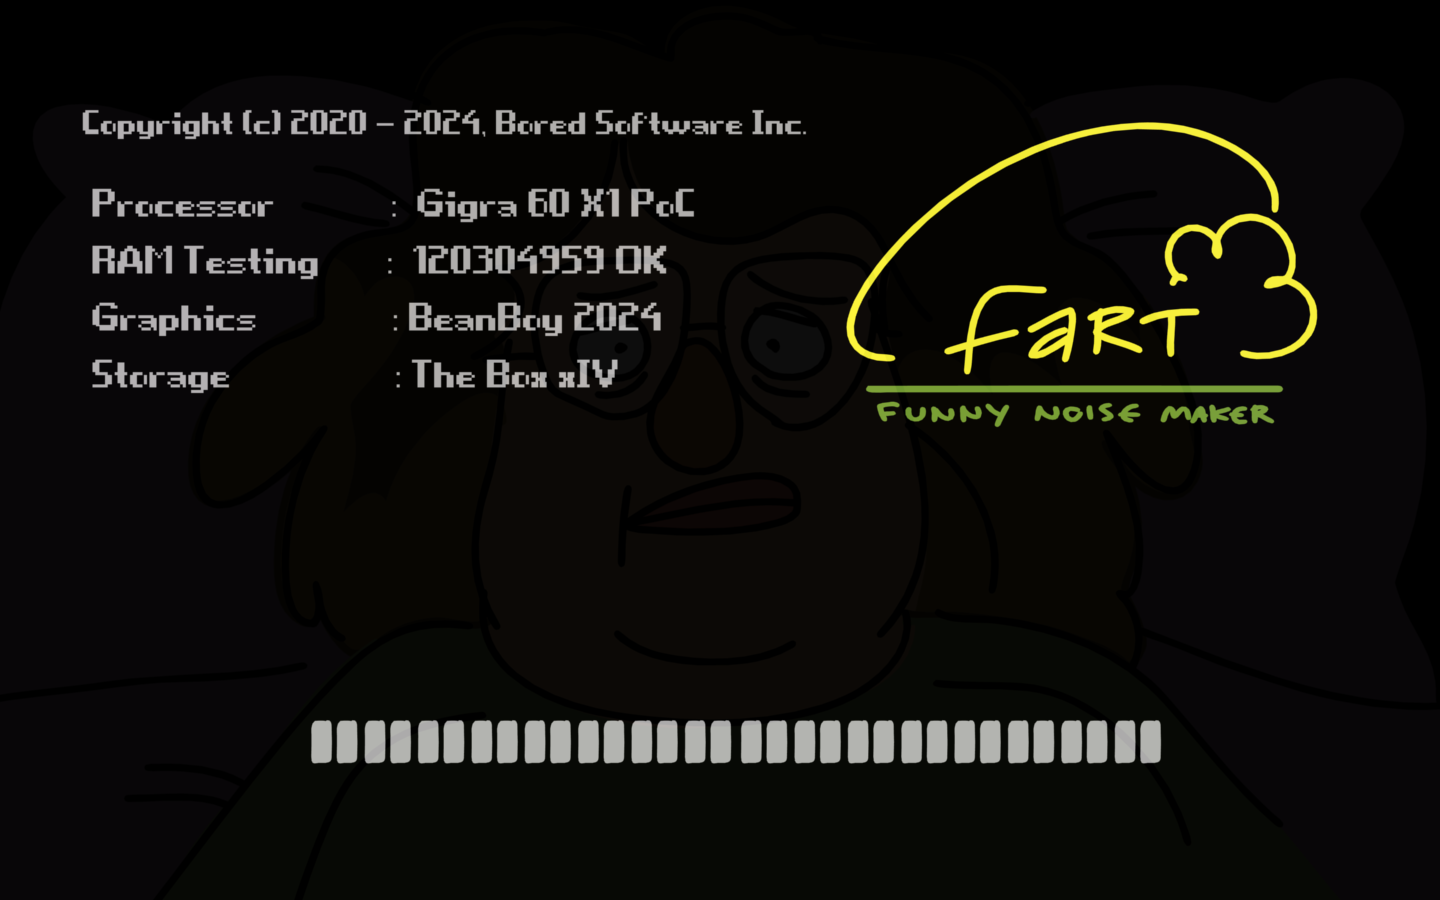 Copyright (c) 2020 - 2024, Bored Software Inc.
Processor : Gigra 60 X1 PoC
RAM Testing : 120304959 OK
Graphics : BeanBoy 2024
Storage : The Box xIV
FART
FUNNY NOISE MAKER